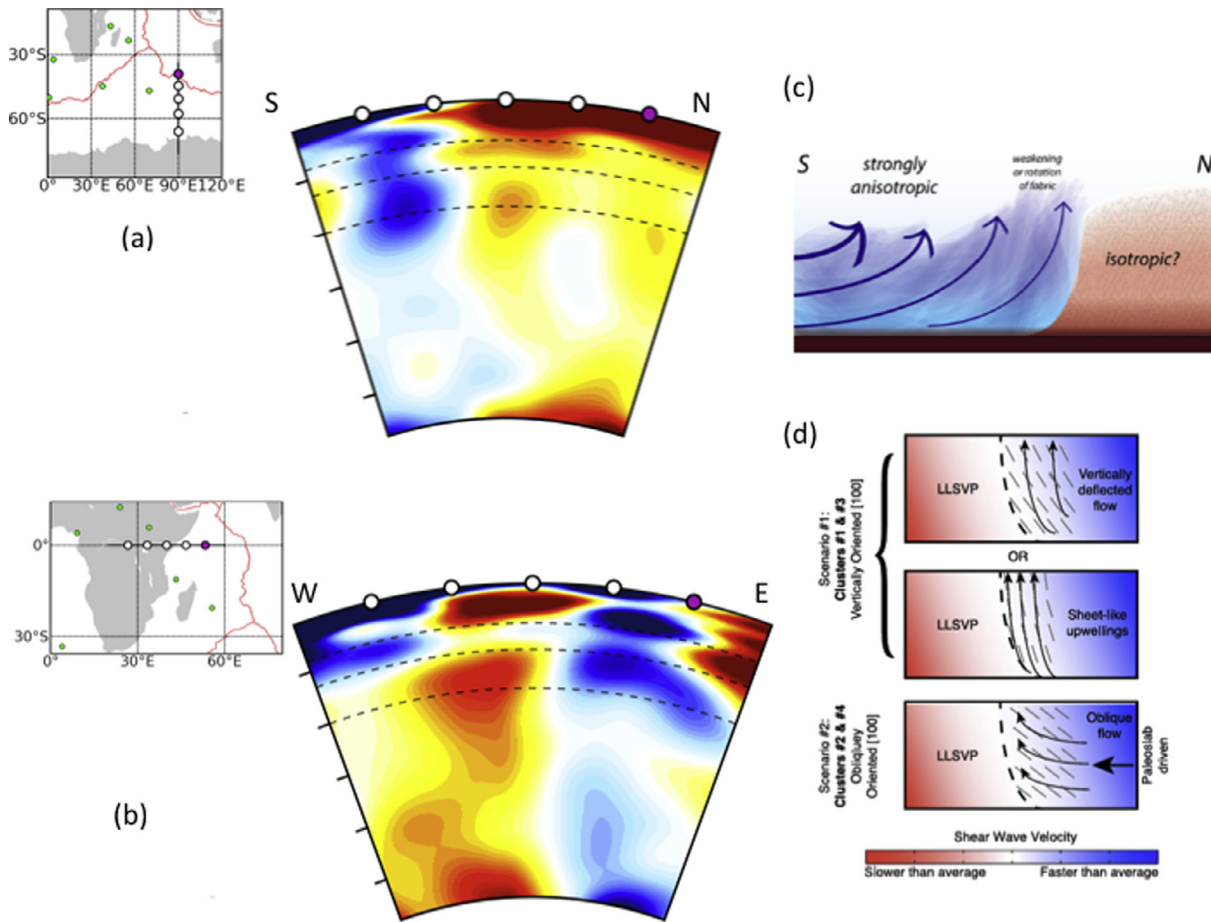 30°S
60°S
0°
30°E
60°E
90°E
120°E
(a)
S
N
(c)
S
N
strongly
anisotropic
weakening
or rotation
of fabric
isotropic?
0°
30°S
0°
30°E
60°E
(b)
W
E
(d)
Scenario #1:
Clusters #1 & #3
Vertically Oriented [100]
LLSVP
Vertically
deflected
flow
OR
LLSVP
Sheet-like
upwellings
Scenario #2:
Clusters #2 & #4
Obliqluey
Oriented [100]
LLSVP
Oblique
flow
Paleoslab
driven
Shear Wave Velocity
Slower than average
Faster than average